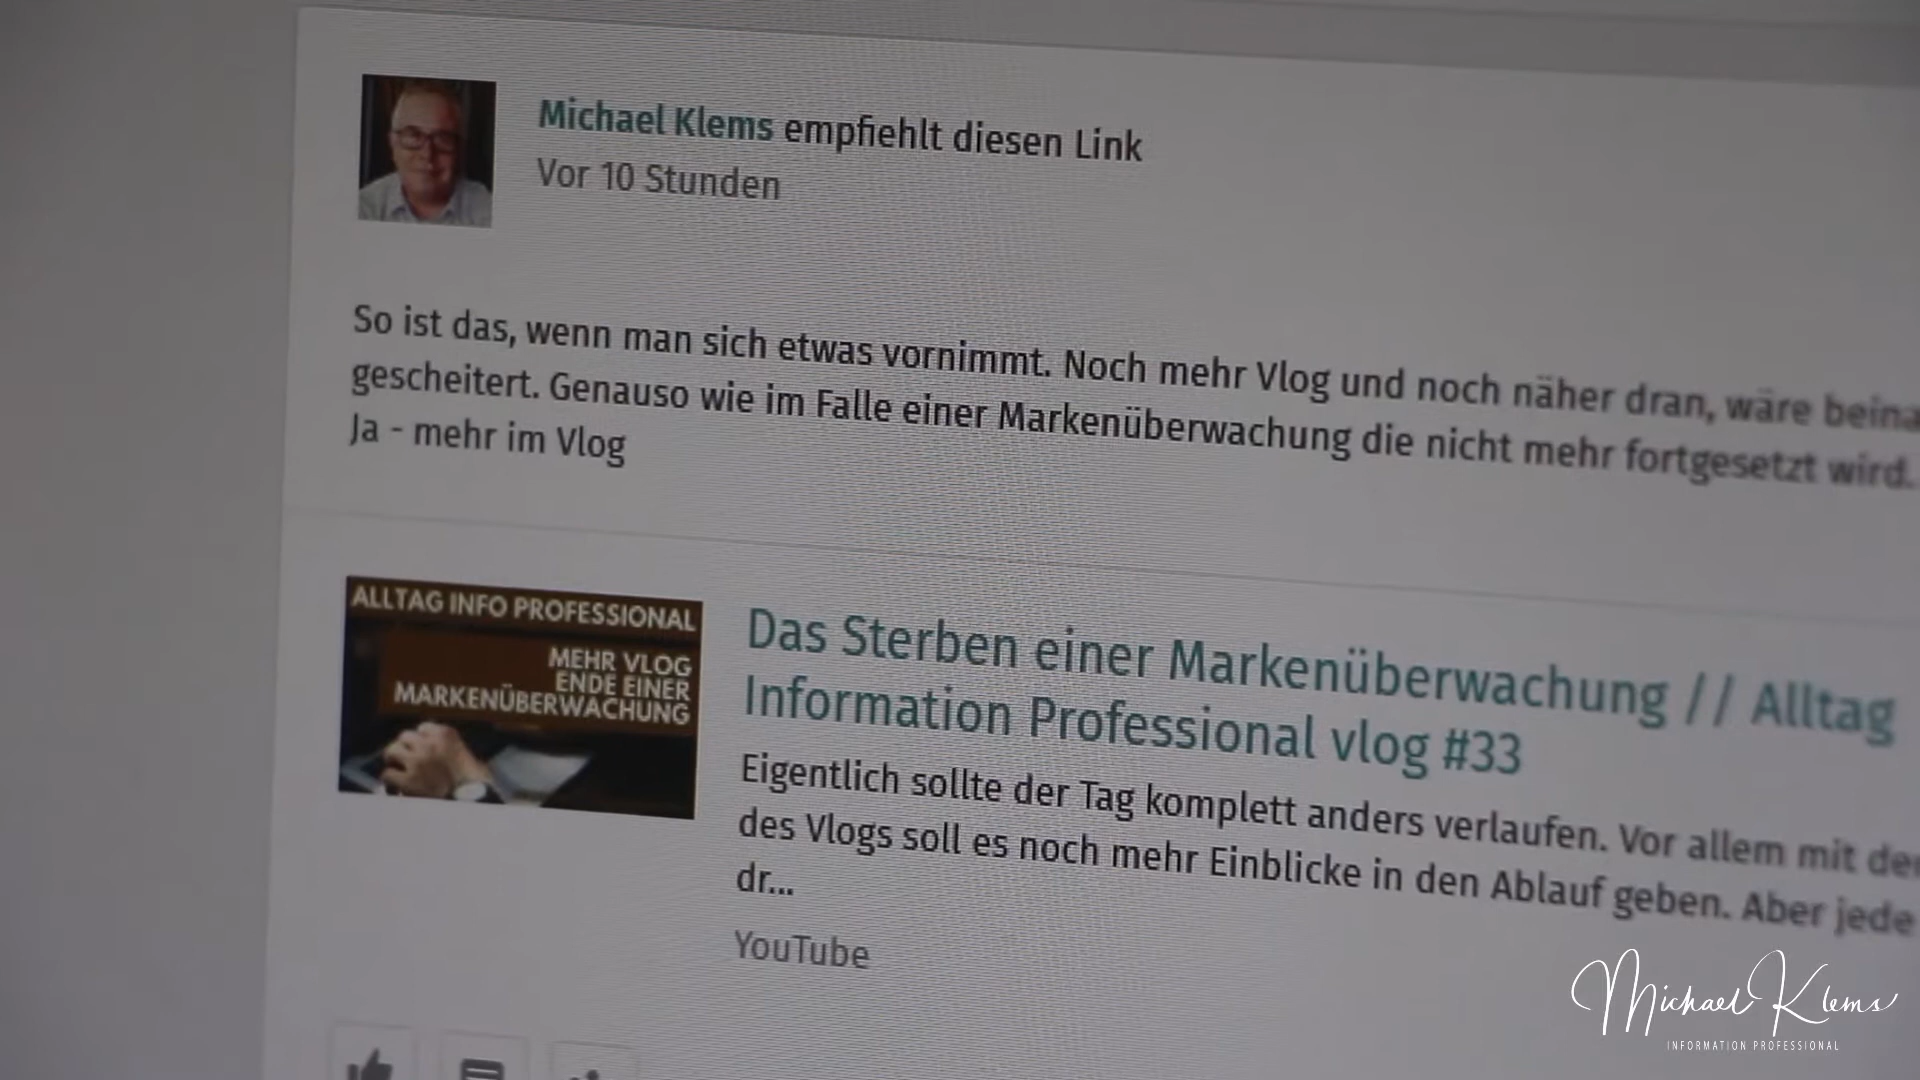 Michael Klems empfiehlt diesen Link
Vor 10 Stunden
So ist das, wenn man sich etwas vornimmt. Noch mehr Vlog und noch näher dran, wäre beina
gescheitert. Genauso wie im Falle einer Markenüberwachung die nicht mehr fortgesetzt wird.
Ja - mehr im Vlog
ALLTAG INFO PROFESSIONAL
MEHR VLOG
ENDE EINER
MARKENÜBERWACHUNG
Das Sterben einer Markenüberwachung // Alltag
Information Professional vlog #33
Eigentlich sollte der Tag komplett anders verlaufen. Vor allem mit der
des Vlogs soll es noch mehr Einblicke in den Ablauf geben. Aber jede
dr...
YouTube
Michael Klems
INFORMATION PROFESSIONAL